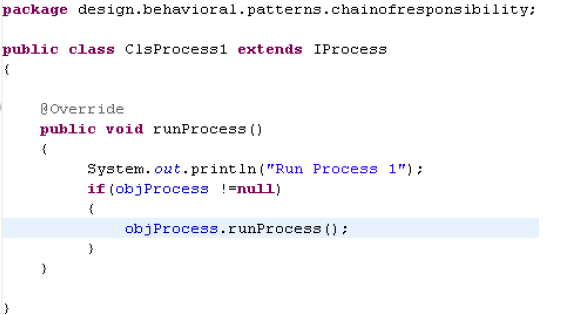 package design.behavioral.patterns.chainofresponsibility;
public class ClsProcess1 extends IProcess
{
@Override
public void runProcess()
{
System.out.println("Run Process 1");
if(objProcess !=null)
{
objProcess.runProcess();
}
}
}